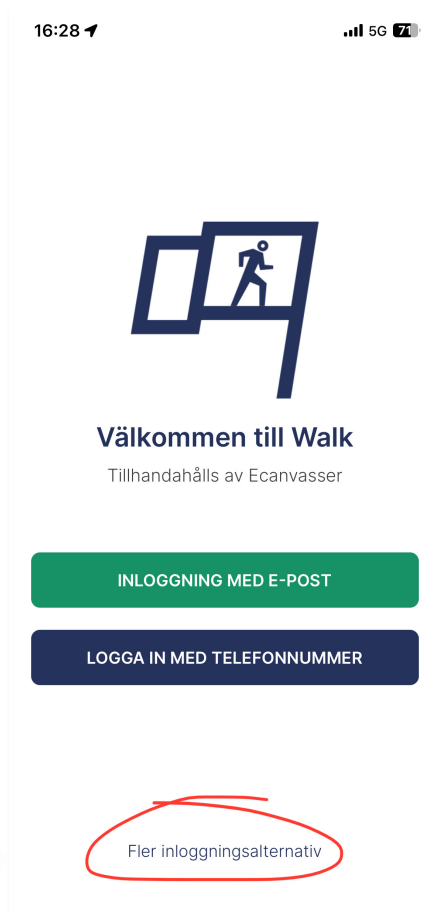 16:28
5G 71
Välkommen till Walk
Tillhandahålls av Ecanvasser
INLOGGNING MED E-POST
LOGGA IN MED TELEFONNUMMER
Fler inloggningsalternativ